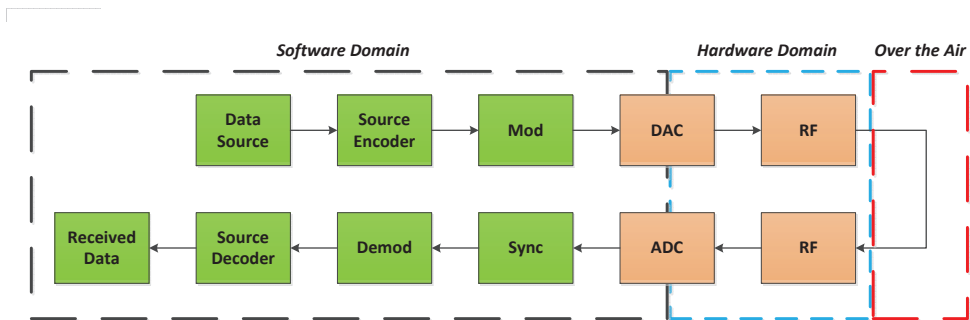 Software Domain
Hardware Domain
Over the Air
Data
Source
Source
Encoder
Mod
DAC
RF
Received
Data
Source
Decoder
Demod
Sync
ADC
RF